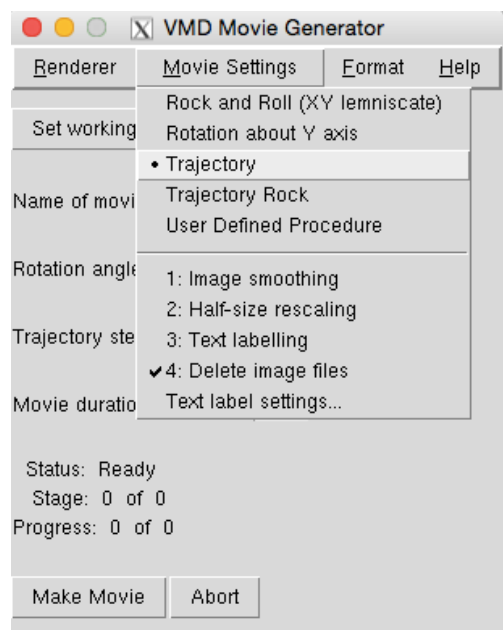 VMD Movie Generator
Renderer Movie Settings Format Help
Rock and Roll (XY lemniscate)
Set working
Rotation about Y axis
• Trajectory
Name of movi
Trajectory Rock
User Defined Procedure
Rotation angle
1: Image smoothing
2: Half-size rescaling
Trajectory ste
3: Text labelling
✔4: Delete image files
Movie duratio
Text label settings...
Status: Ready
Stage: 0 of 0
Progress: 0 of 0
Make Movie Abort